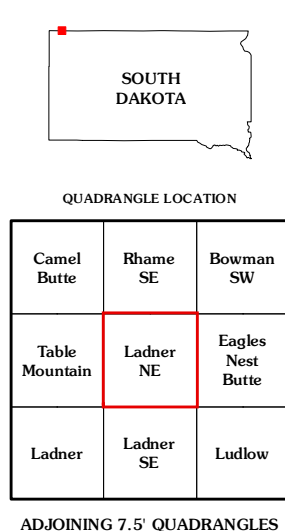 SOUTH
DAKOTA
QUADRANGLE LOCATION
Camel
Butte
Rhame
SE
Bowman
SW
Table
Mountain
Ladner
NE
Eagles
Nest
Butte
Ladner
Ladner
SE
Ludlow
ADJOINING 7.5' QUADRANGLES